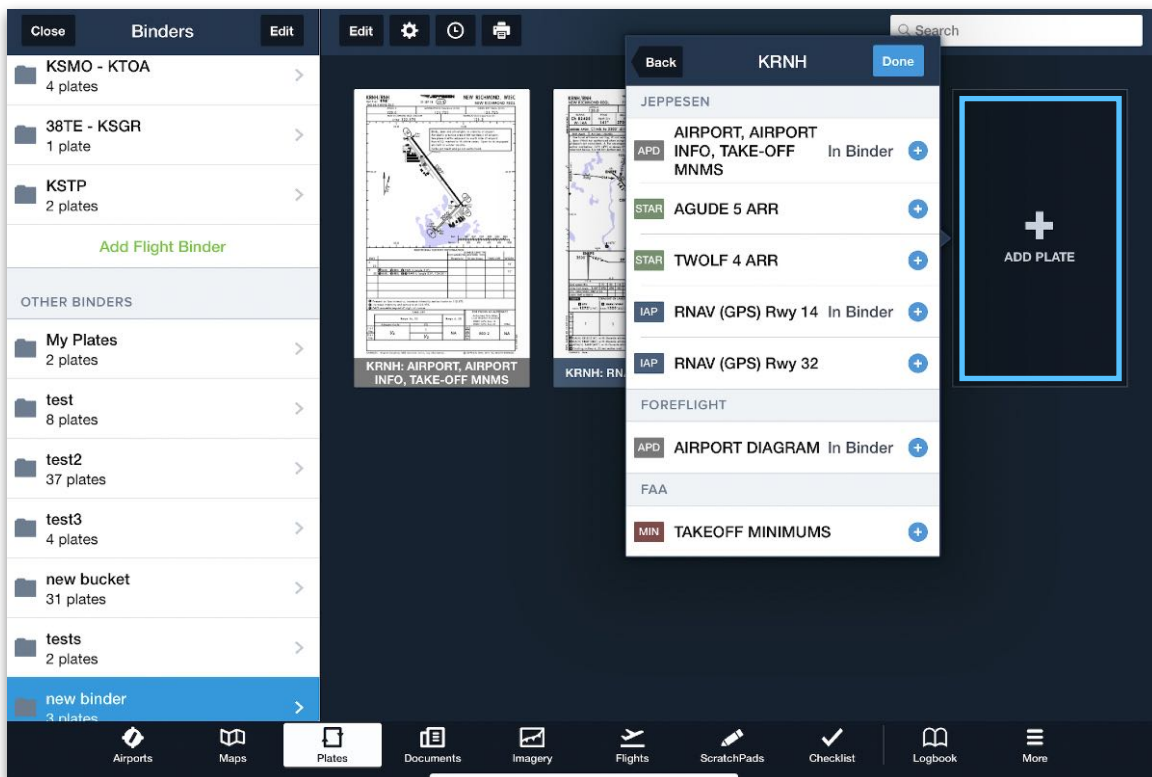 Close
Binders
Edit
KSMO - KTOA
4 plates
38TE - KSGR
1 plate
KSTP
2 plates
Add Flight Binder
OTHER BINDERS
My Plates
2 plates
test
8 plates
test2
37 plates
test3
4 plates
new bucket
31 plates
tests
2 plates
new binder
3 plates
Edit
Search
KRNH: AIRPORT, AIRPORT
INFO, TAKE-OFF MNMS
KRNH: RN
Back
KRNH
Done
JEPPESEN
APD
AIRPORT, AIRPORT
INFO, TAKE-OFF
MNMS
In Binder
STAR AGUDE 5 ARR
STAR TWOLF 4 ARR
IAP RNAV (GPS) Rwy 14 In Binder
IAP RNAV (GPS) Rwy 32
FOREFLIGHT
APD AIRPORT DIAGRAM In Binder
FAA
MIN TAKEOFF MINIMUMS
ADD PLATE
Airports
Maps
Plates
Documents
Imagery
Flights
ScratchPads
Checklist
Logbook
More